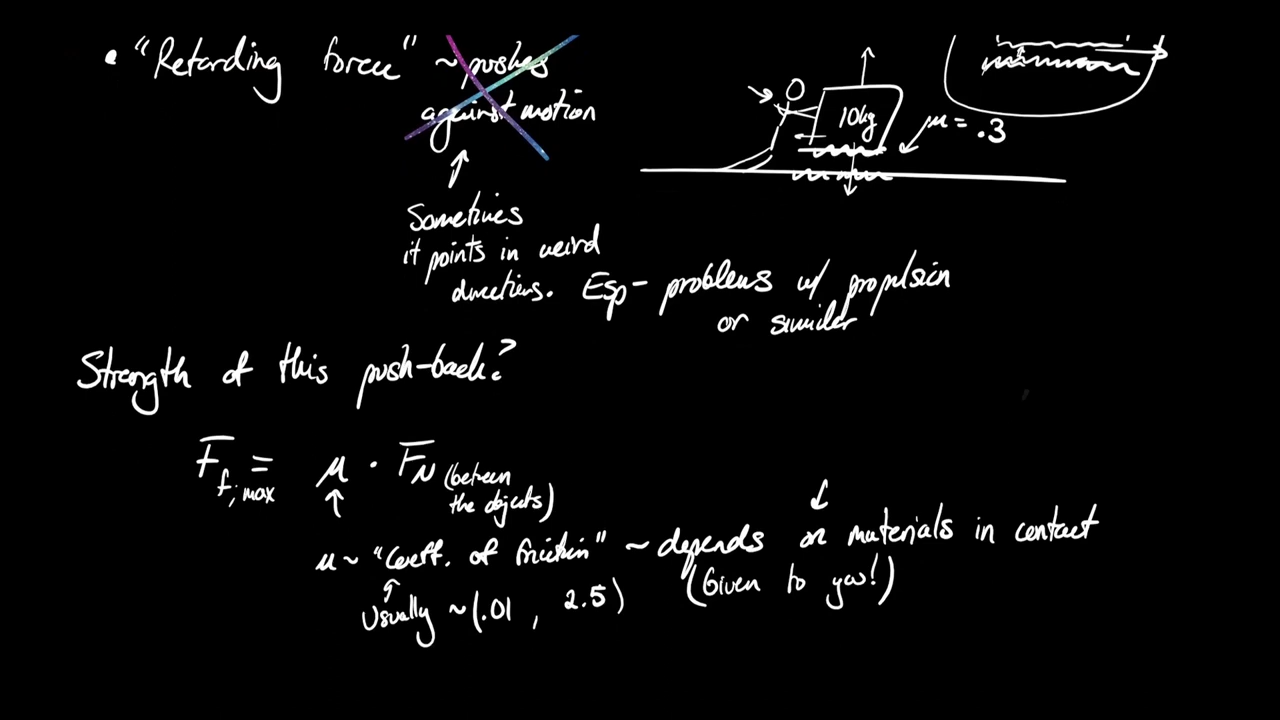 • "Retarding force" ~ pushes
against motion
10kg
μ = .3
Sometimes
it points in weird
directions. Esp - problems w/ propulsion
or similar
Strength of this push-back?
F f,max = μ · F N (between
the objects)
μ ~ "Coeff. of friction" ~ depends on materials in contact
(Given to you!)
Usually ~ (.01 , 2.5)